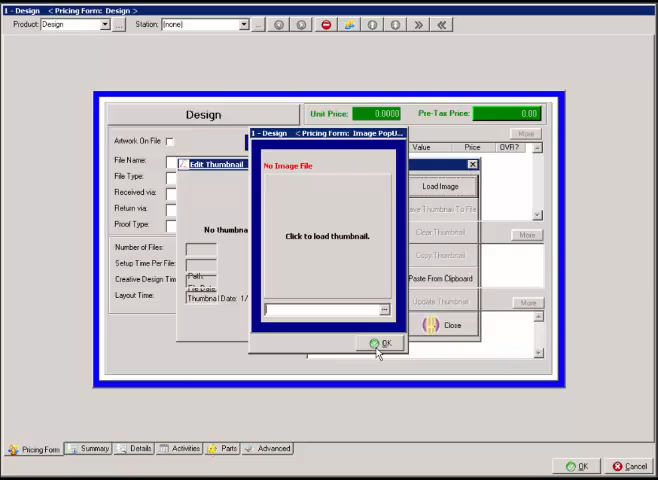 1 - Design < Pricing Form: Design >
Product: Design ... Station: (none) ...
Design Unit Price: 0.0000 Pre-Tax Price: 0.00
1 - Design < Pricing Form: Image PopU...
More
Artwork On File
Value Price OVR?
File Name:
Edit Thumbnail
No Image File
File Type:
Load Image
Received via:
Return via:
ave Thumbnail To File
Proof Type:
No thumbna
Click to load thumbnail.
Clear Thumbnail
More
Number of Files:
Copy Thumbnail
Setup Time Per File:
Creative Design Tim
Path:
Paste From Clipboard
File Date:
Layout Time:
Thumbnail Date: 1/
Update Thumbnail
More
...
Close
OK
Pricing Form Summary Details Activities Parts Advanced
OK Cancel